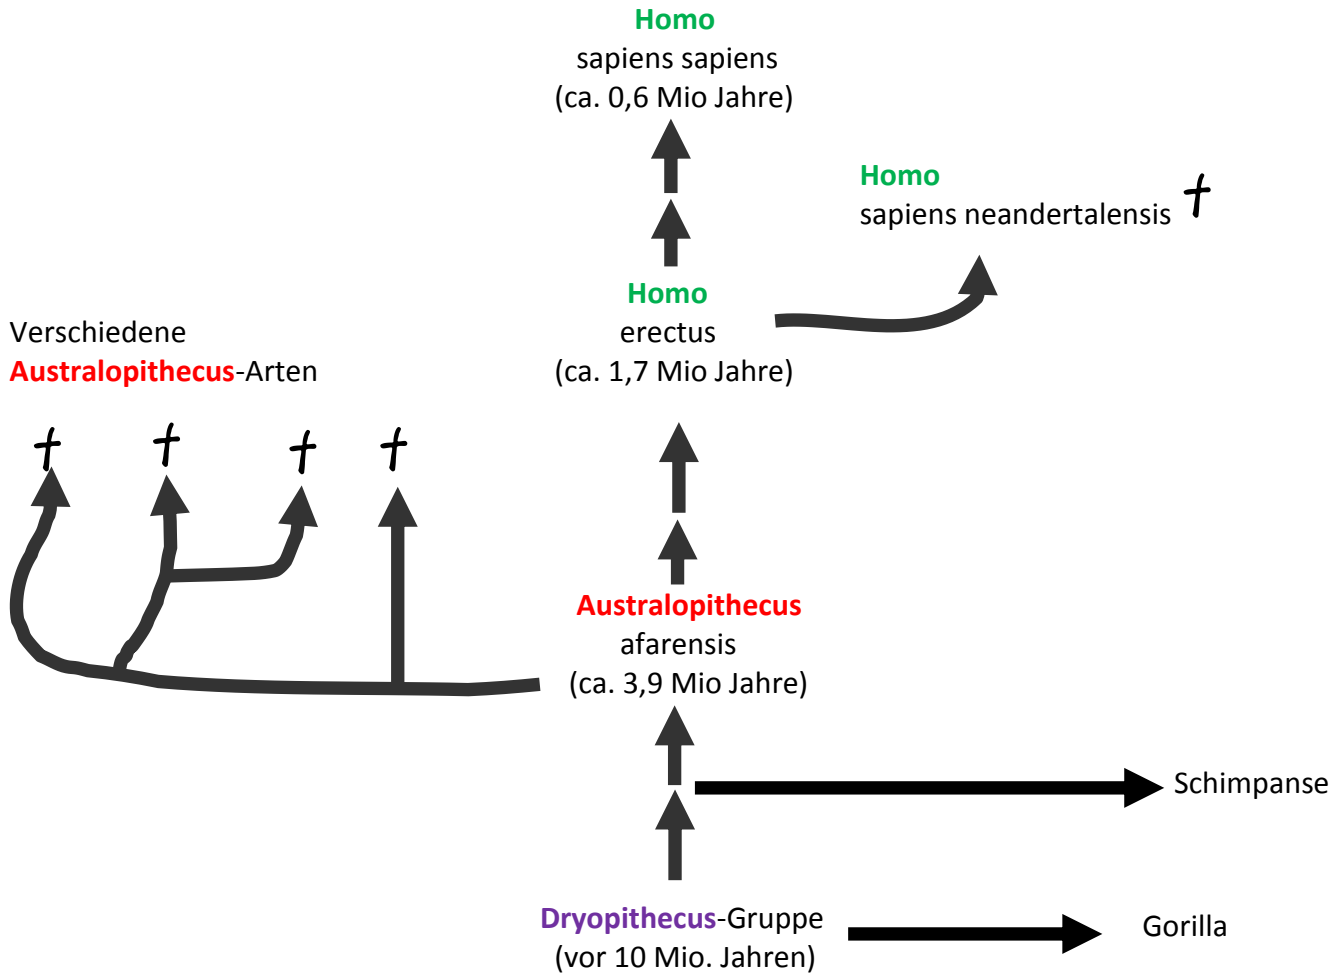 Homo
sapiens sapiens
(ca. 0,6 Mio Jahre)
Homo
sapiens neandertalensis
Homo
erectus
(ca. 1,7 Mio Jahre)
Verschiedene
Australopithecus-Arten
Australopithecus
afarensis
(ca. 3,9 Mio Jahre)
Schimpanse
Dryopithecus-Gruppe
(vor 10 Mio. Jahren)
Gorilla